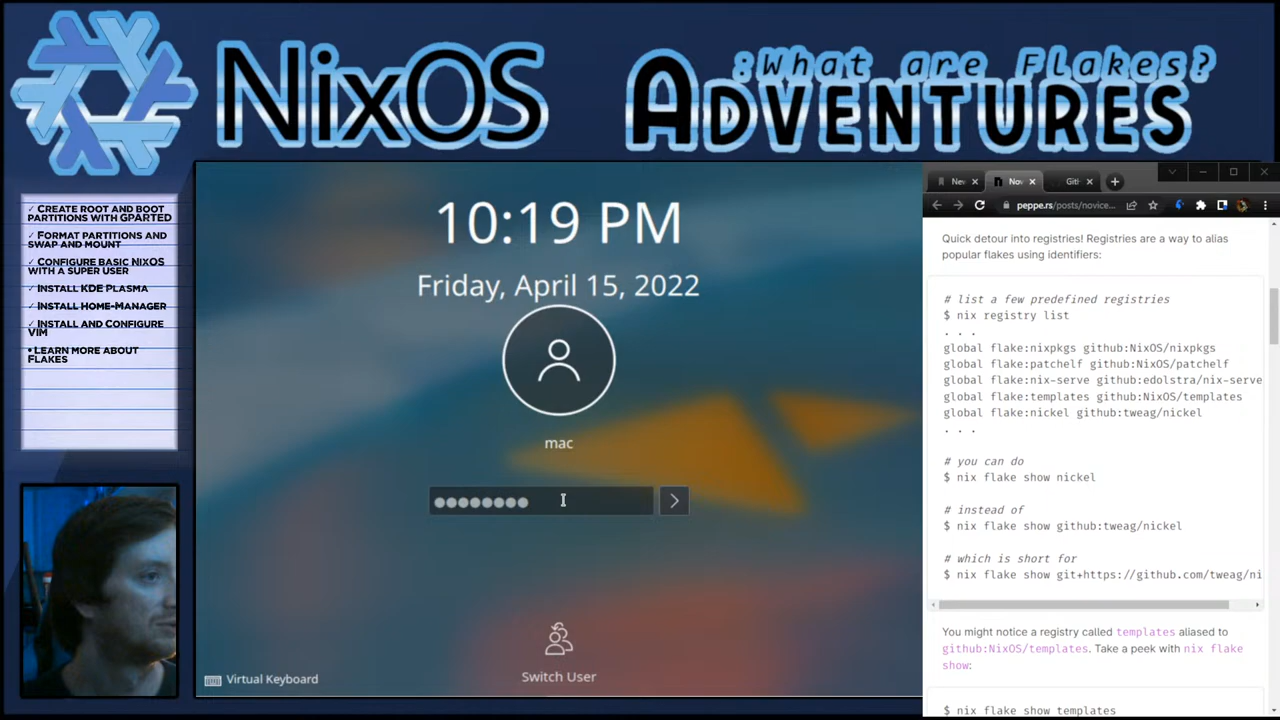 NixOS
:What are Flakes?
ADVENTURES
✓ CREATE ROOT AND BOOT
PARTITIONS WITH GPARTED
✓ FORMAT PARTITIONS AND
SWAP AND MOUNT
✓ CONFIGURE BASIC NIXOS
WITH A SUPER USER
✓ INSTALL KDE PLASMA
✓ INSTALL HOME-MANAGER
✓ INSTALL AND CONFIGURE
VIM
• LEARN MORE ABOUT
FLAKES
10:19 PM
Friday, April 15, 2022
mac
Switch User
Virtual Keyboard
Nev
Nov
Gitl
peppe.rs/posts/novice...
Quick detour into registries! Registries are a way to alias
popular flakes using identifiers:
# list a few predefined registries
$ nix registry list
. . .
global flake:nixpkgs github:NixOS/nixpkgs
global flake:patchelf github:NixOS/patchelf
global flake:nix-serve github:edolstra/nix-serve
global flake:templates github:NixOS/templates
global flake:nickel github:tweag/nickel
. . .
# you can do
$ nix flake show nickel
# instead of
$ nix flake show github:tweag/nickel
# which is short for
$ nix flake show git+https://github.com/tweag/ni
You might notice a registry called templates aliased to
github:NixOS/templates. Take a peek with nix flake
show:
$ nix flake show templates